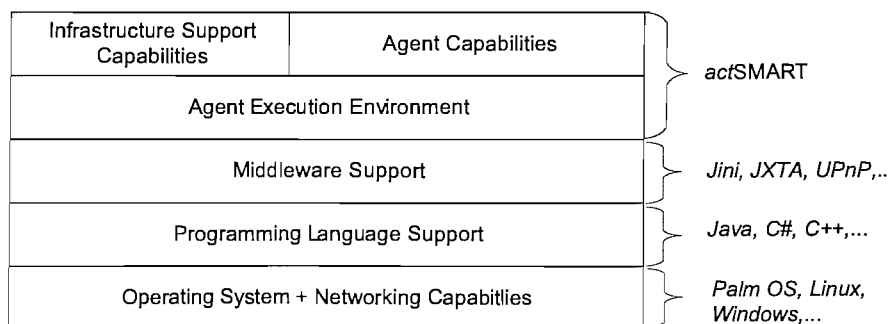 Infrastructure Support
Capabilities
Agent Capabilities
actSMART
Agent Execution Environment
Middleware Support
Jini, JXTA, UPnP,..
Programming Language Support
Java, C#, C++,...
Operating System + Networking Capabitlies
Palm OS, Linux,
Windows,...